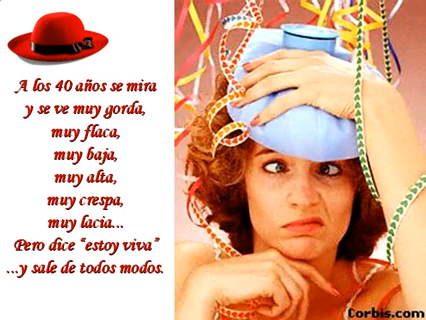 A los 40 años se mira
y se ve muy gorda,
muy flaca,
muy baja,
muy alta,
muy crespa,
muy lacia...
Pero dice “estoy viva”
...y sale de todos modos.
Corbis.com